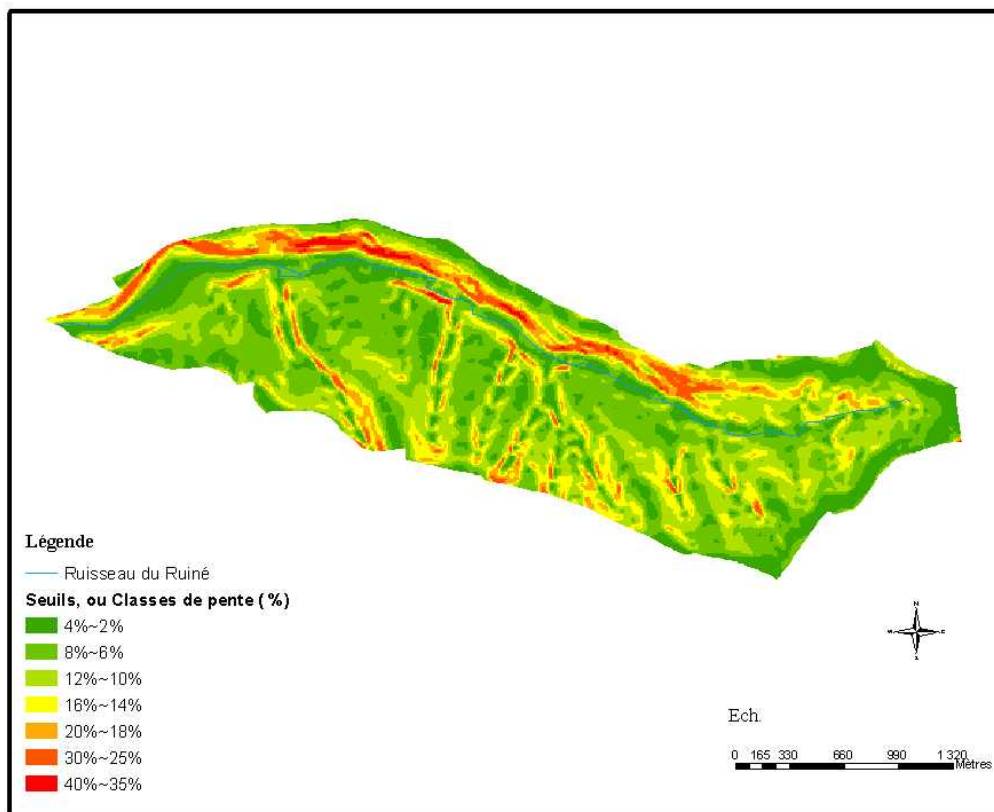 Légende
Ruisseau du Ruiné
Seuils, ou Classes de pente (%)
4%~2%
8%~6%
12%~10%
16%~14%
20%~18%
30%~25%
40%~35%
N
E
S
Ech.
0 165 330 660 990 1 320
Mètres